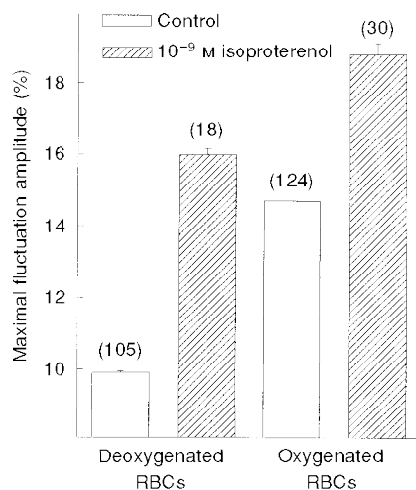 Control
10⁻⁹ M isoproterenol
(30)
18
(18)
16
(124)
14
12
(105)
10
Maximal fluctuation amplitude (%)
Deoxygenated
RBCs
Oxygenated
RBCs